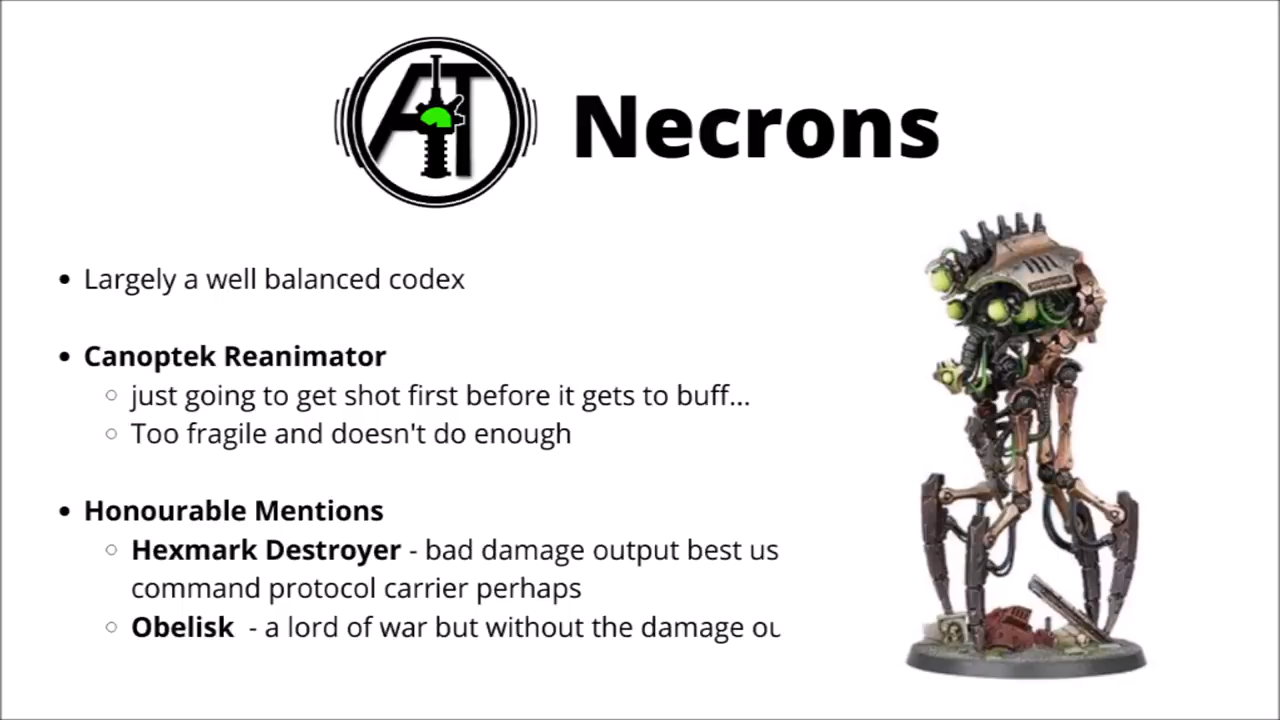 AT
Necrons
• Largely a well balanced codex
• Canoptek Reanimator
○ just going to get shot first before it gets to buff...
○ Too fragile and doesn't do enough
• Honourable Mentions
○ Hexmark Destroyer - bad damage output best us
command protocol carrier perhaps
○ Obelisk - a lord of war but without the damage ou